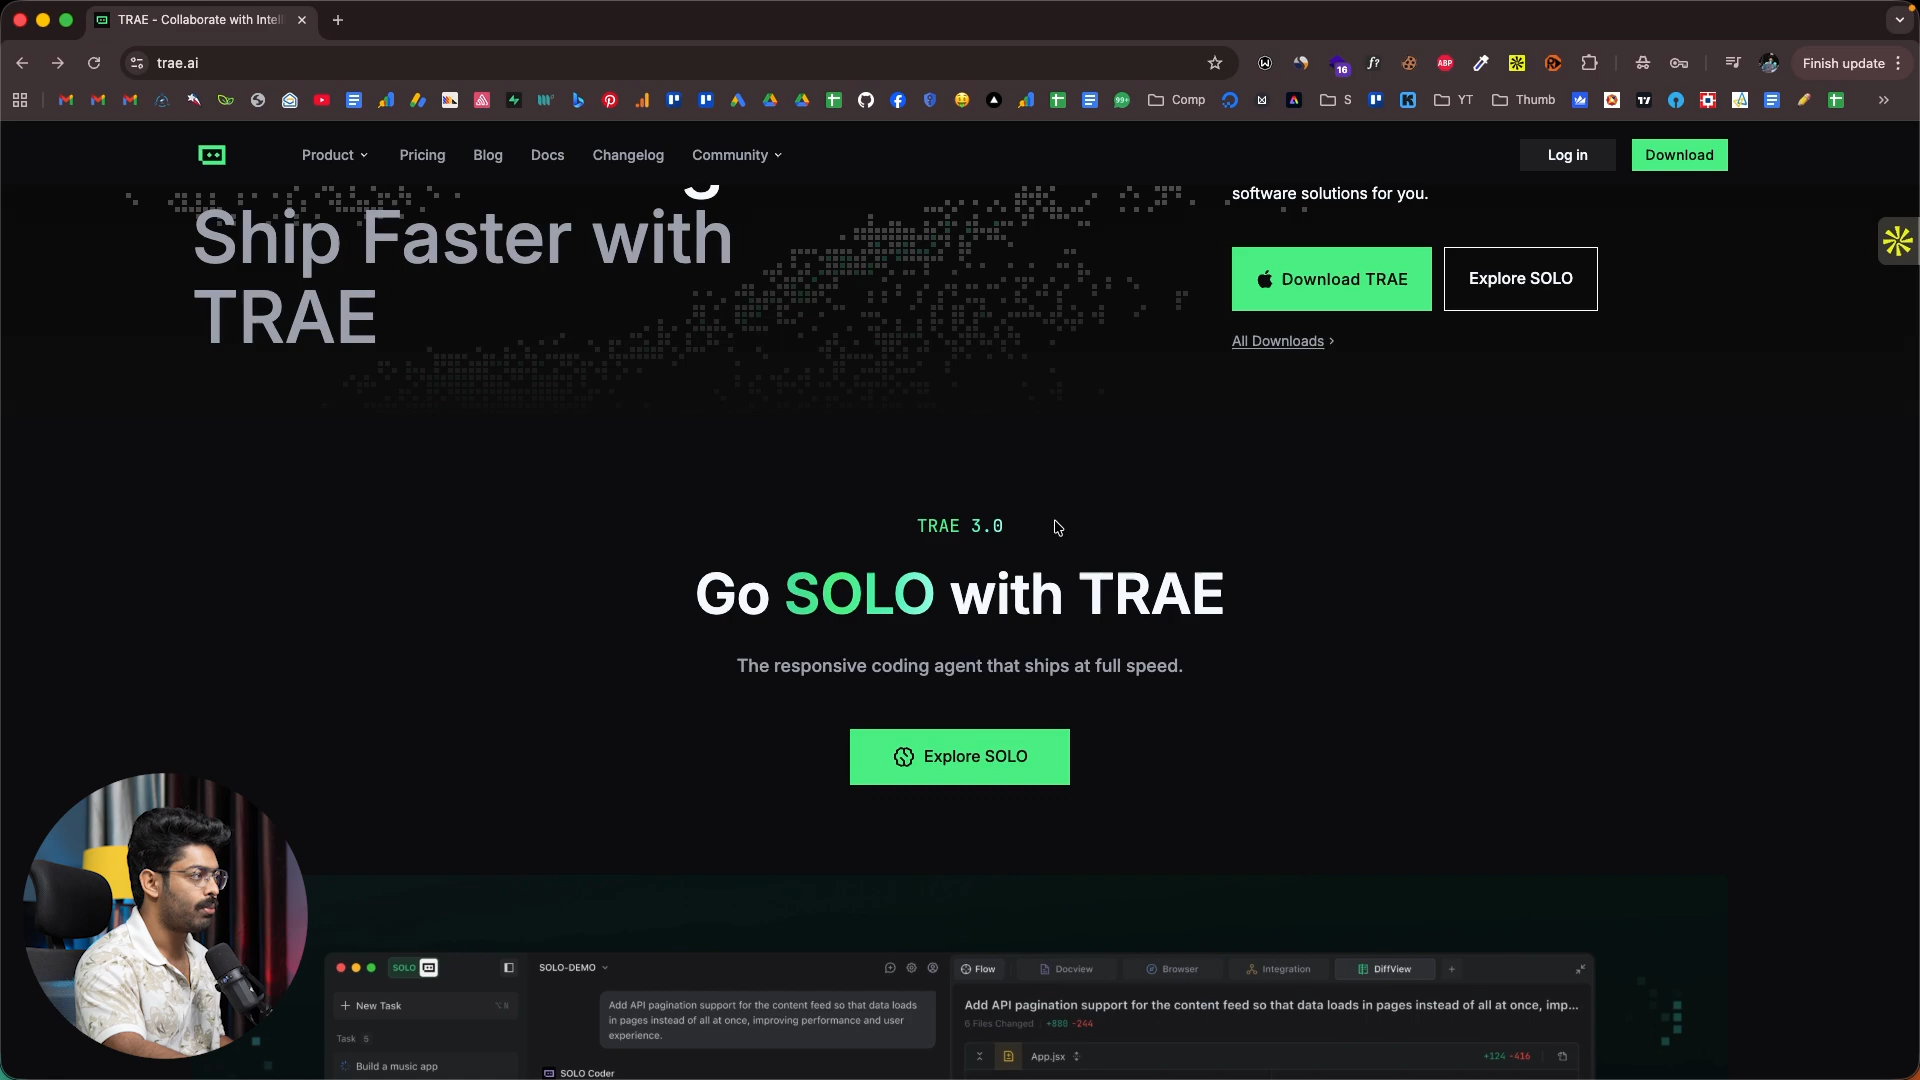 TRAE - Collaborate with Intel
trae.ai
16
f?
ABP
Finish update
99+
Comp
S
YT
Thumb
Product
Pricing
Blog
Docs
Changelog
Community
Log in
Download
Ship Faster with
TRAE
software solutions for you.
Download TRAE
Explore SOLO
All Downloads
TRAE 3.0
Go SOLO with TRAE
The responsive coding agent that ships at full speed.
Explore SOLO
SOLO
New Task
Task 5
Build a music app
SOLO-DEMO
Add API pagination support for the content feed so that data loads
in pages instead of all at once, improving performance and user
experience.
SOLO Coder
Flow
Docview
Browser
Integration
DiffView
Add API pagination support for the content feed so that data loads in pages instead of all at once, imp...
6 Files Changed +880 -244
App.jsx
+124 -416